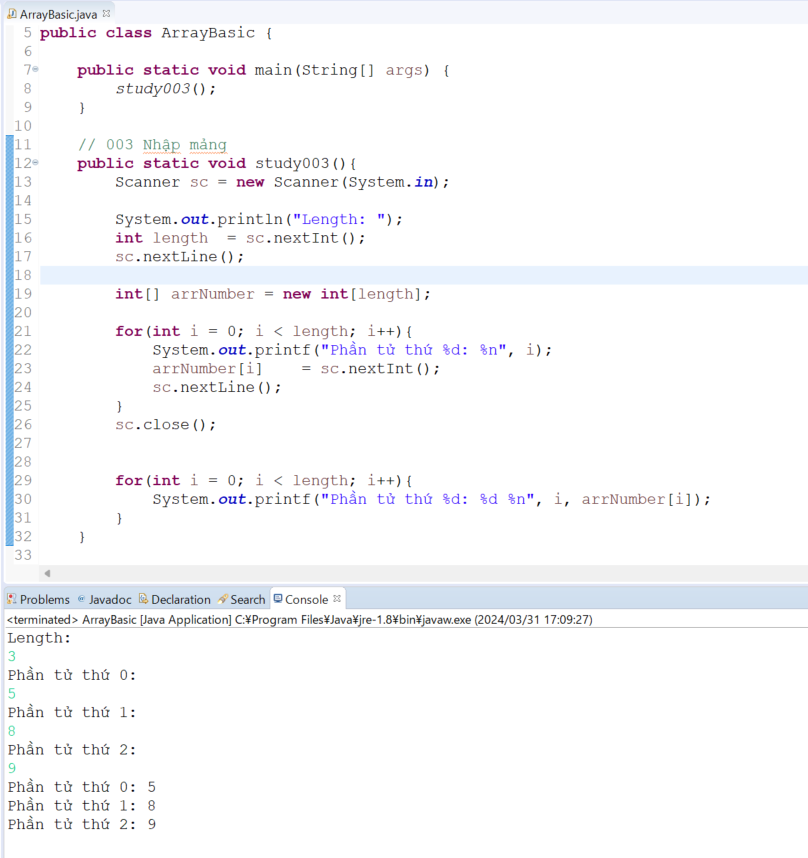 ArrayBasic.java
5 public class ArrayBasic {
6
7 public static void main(String[] args) {
8 study003();
9 }
10
11 // 003 Nhập mảng
12 public static void study003(){
13 Scanner sc = new Scanner(System.in);
14
15 System.out.println("Length: ");
16 int length  = sc.nextInt();
17 sc.nextLine();
18
19 int[] arrNumber = new int[length];
20
21 for(int i = 0; i < length; i++){
22 System.out.printf("Phần tử thứ %d: %n", i);
23 arrNumber[i]    = sc.nextInt();
24 sc.nextLine();
25 }
26 sc.close();
27
28
29 for(int i = 0; i < length; i++){
30 System.out.printf("Phần tử thứ %d: %d %n", i, arrNumber[i]);
31 }
32 }
33
Problems Javadoc Declaration Search Console
<terminated> ArrayBasic [Java Application] C:¥Program Files¥Java¥jre-1.8¥bin¥javaw.exe (2024/03/31 17:09:27)
Length:
3
Phần tử thứ 0:
5
Phần tử thứ 1:
8
Phần tử thứ 2:
9
Phần tử thứ 0: 5
Phần tử thứ 1: 8
Phần tử thứ 2: 9